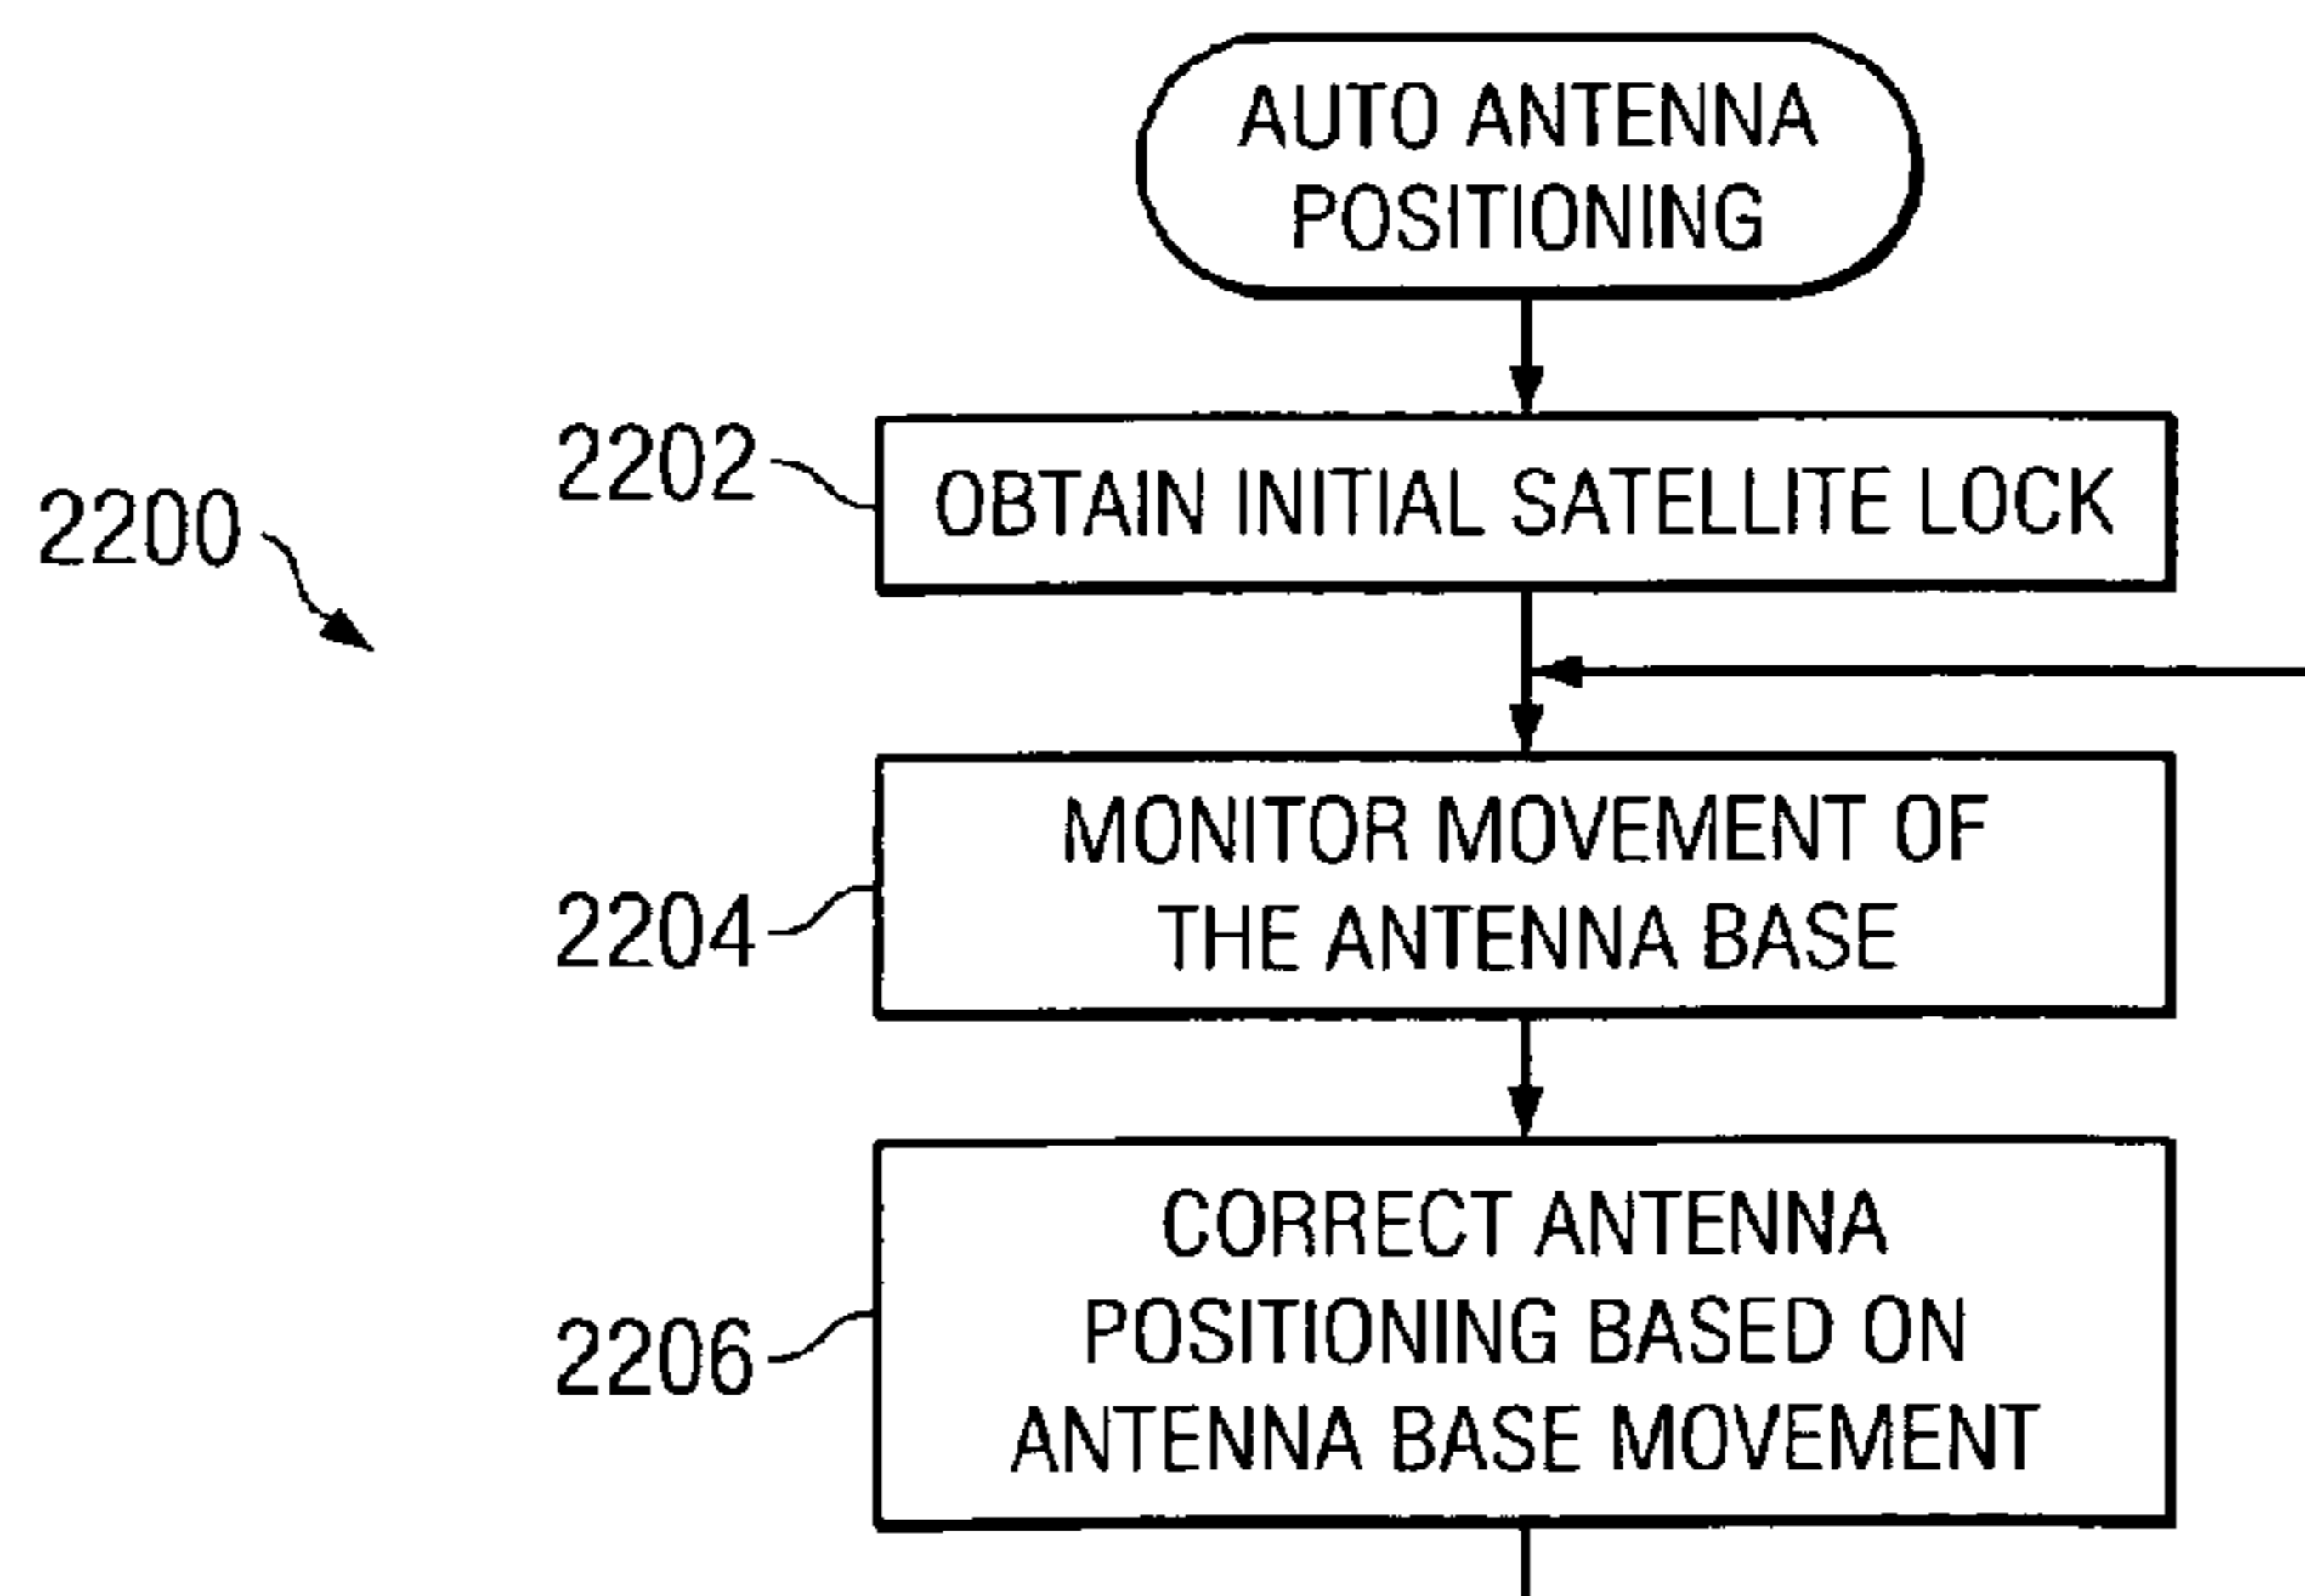 AUTO ANTENNA
POSITIONING
2200
2202
OBTAIN INITIAL SATELLITE LOCK
2204
MONITOR MOVEMENT OF
THE ANTENNA BASE
2206
CORRECT ANTENNA
POSITIONING BASED ON
ANTENNA BASE MOVEMENT